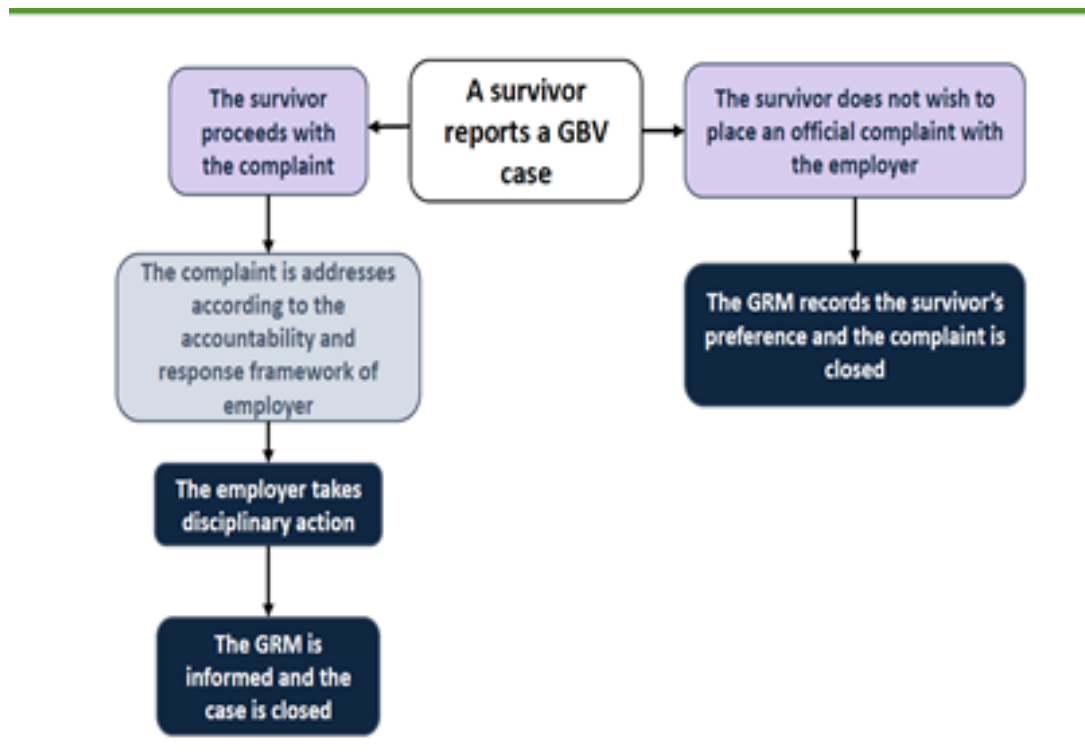 A survivor
reports a GBV
case
The survivor
proceeds with
the complaint
The survivor does not wish to
place an official complaint with
the employer
The complaint is addresses
according to the
accountability and
response framework of
employer
The GRM records the survivor's
preference and the complaint is
closed
The employer takes
disciplinary action
The GRM is
informed and the
case is closed